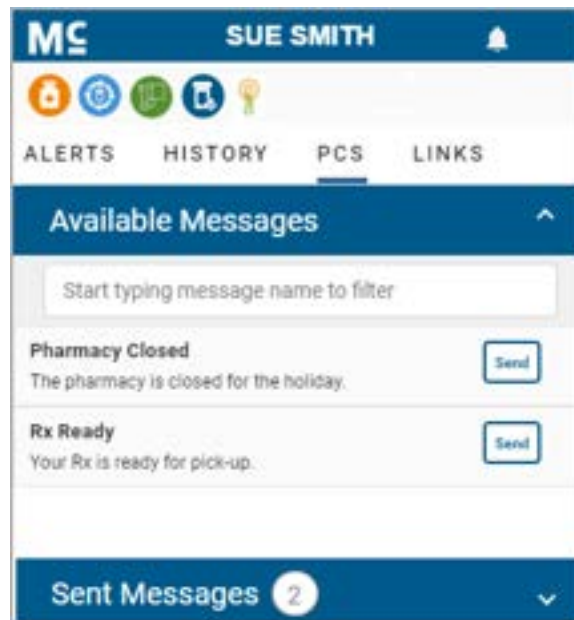 Mc SUE SMITH
ALERTS HISTORY PCS LINKS
Available Messages
Start typing message name to filter
Pharmacy Closed
Send
The pharmacy is closed for the holiday.
Rx Ready
Send
Your Rx is ready for pick-up.
Sent Messages 2